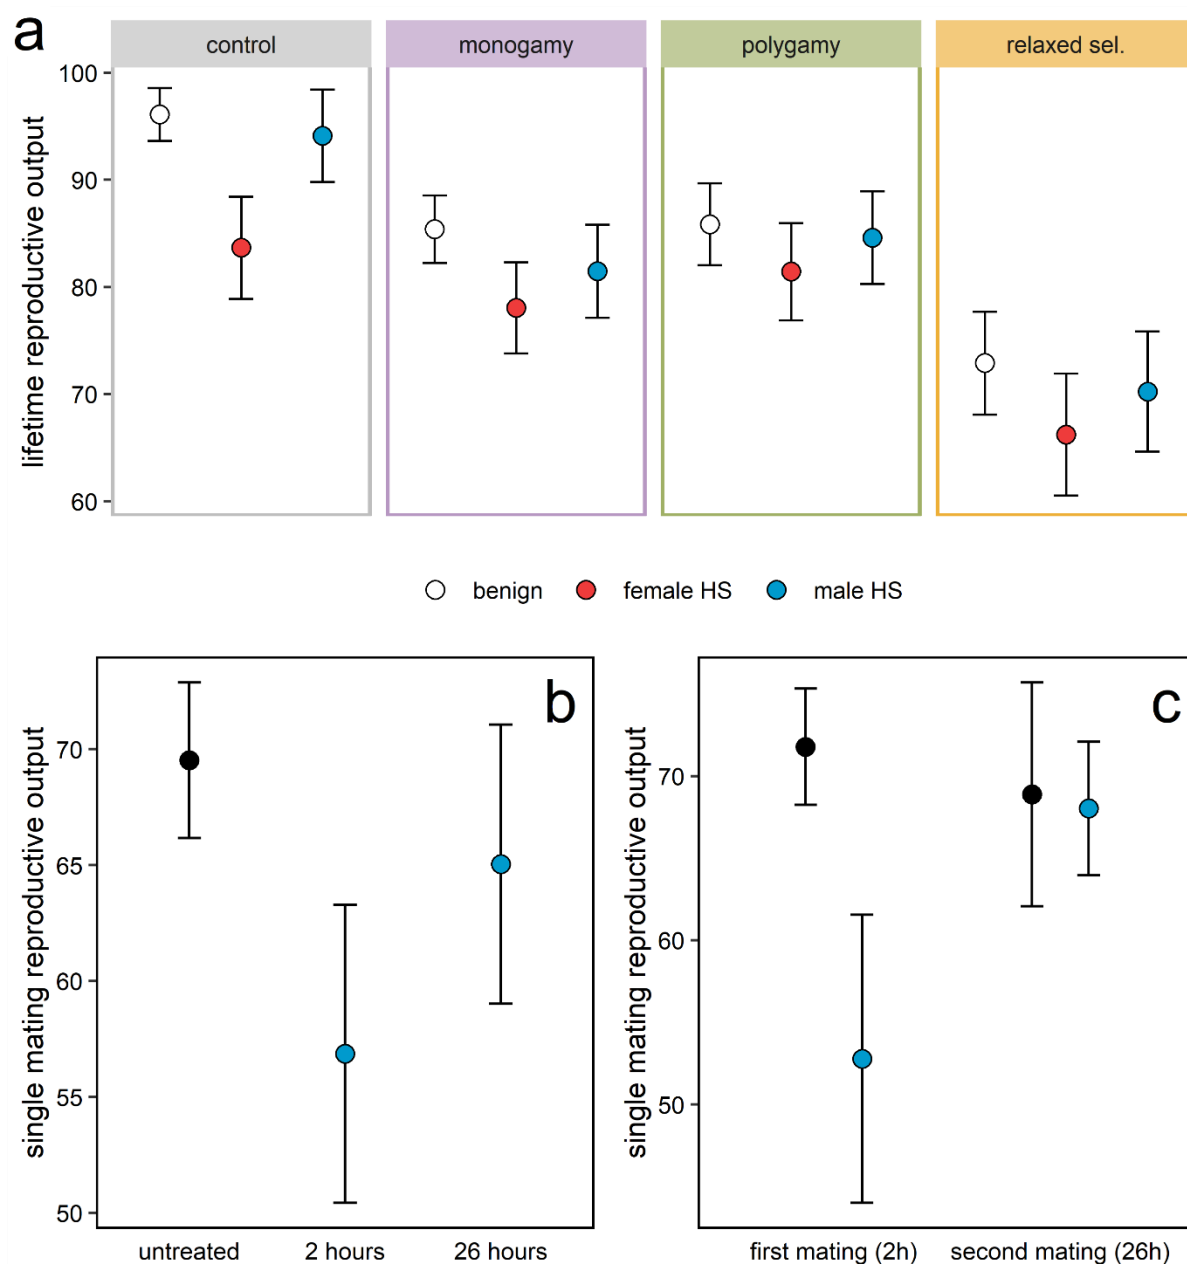 a
control monogamy polygamy relaxed sel.
lifetime reproductive output
100
90
80
70
60
benign female HS male HS
b
single mating reproductive output
70
65
60
55
50
untreated 2 hours 26 hours
c
single mating reproductive output
70
60
50
first mating (2h) second mating (26h)